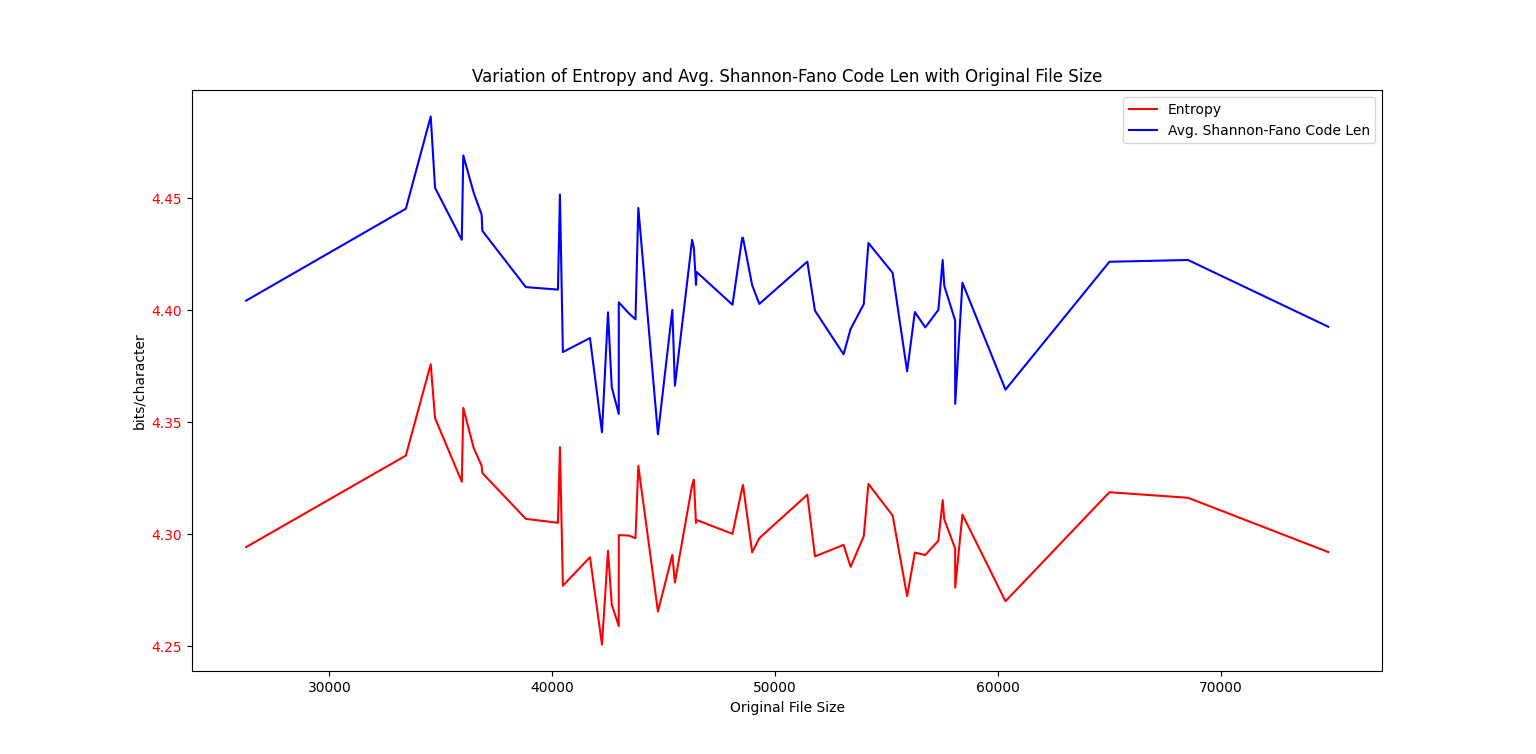 Variation of Entropy and Avg. Shannon-Fano Code Len with Original File Size
Entropy
Avg. Shannon-Fano Code Len
bits/character
4.45
4.40
4.35
4.30
4.25
30000
40000
50000
60000
70000
Original File Size